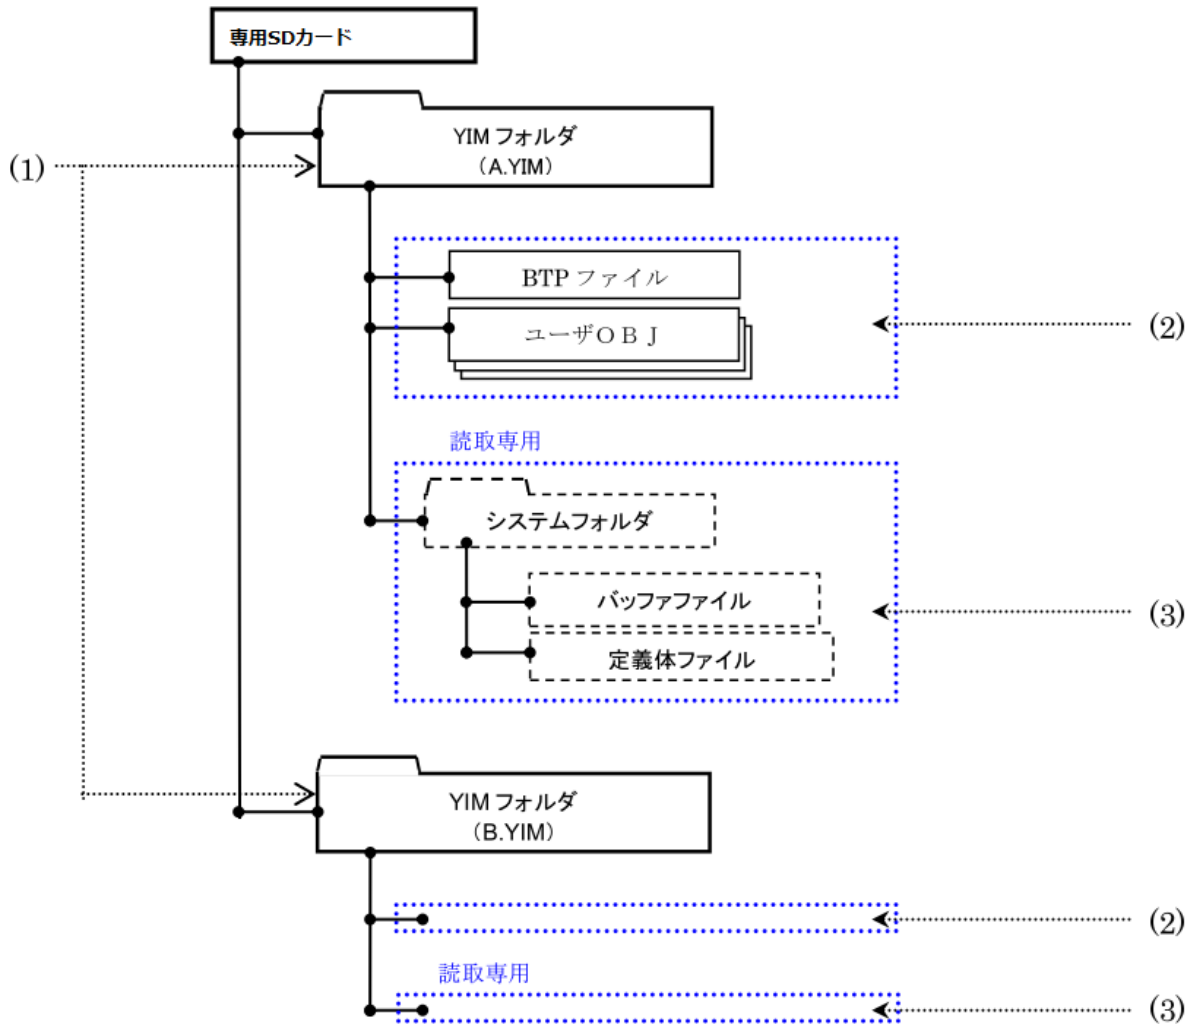 専用SDカード
YIM フォルダ
（A.YIM）
(1)
BTP ファイル
ユーザＯＢＪ
(2)
読取専用
システムフォルダ
バッファファイル
定義体ファイル
(3)
YIM フォルダ
（B.YIM）
(2)
読取専用
(3)